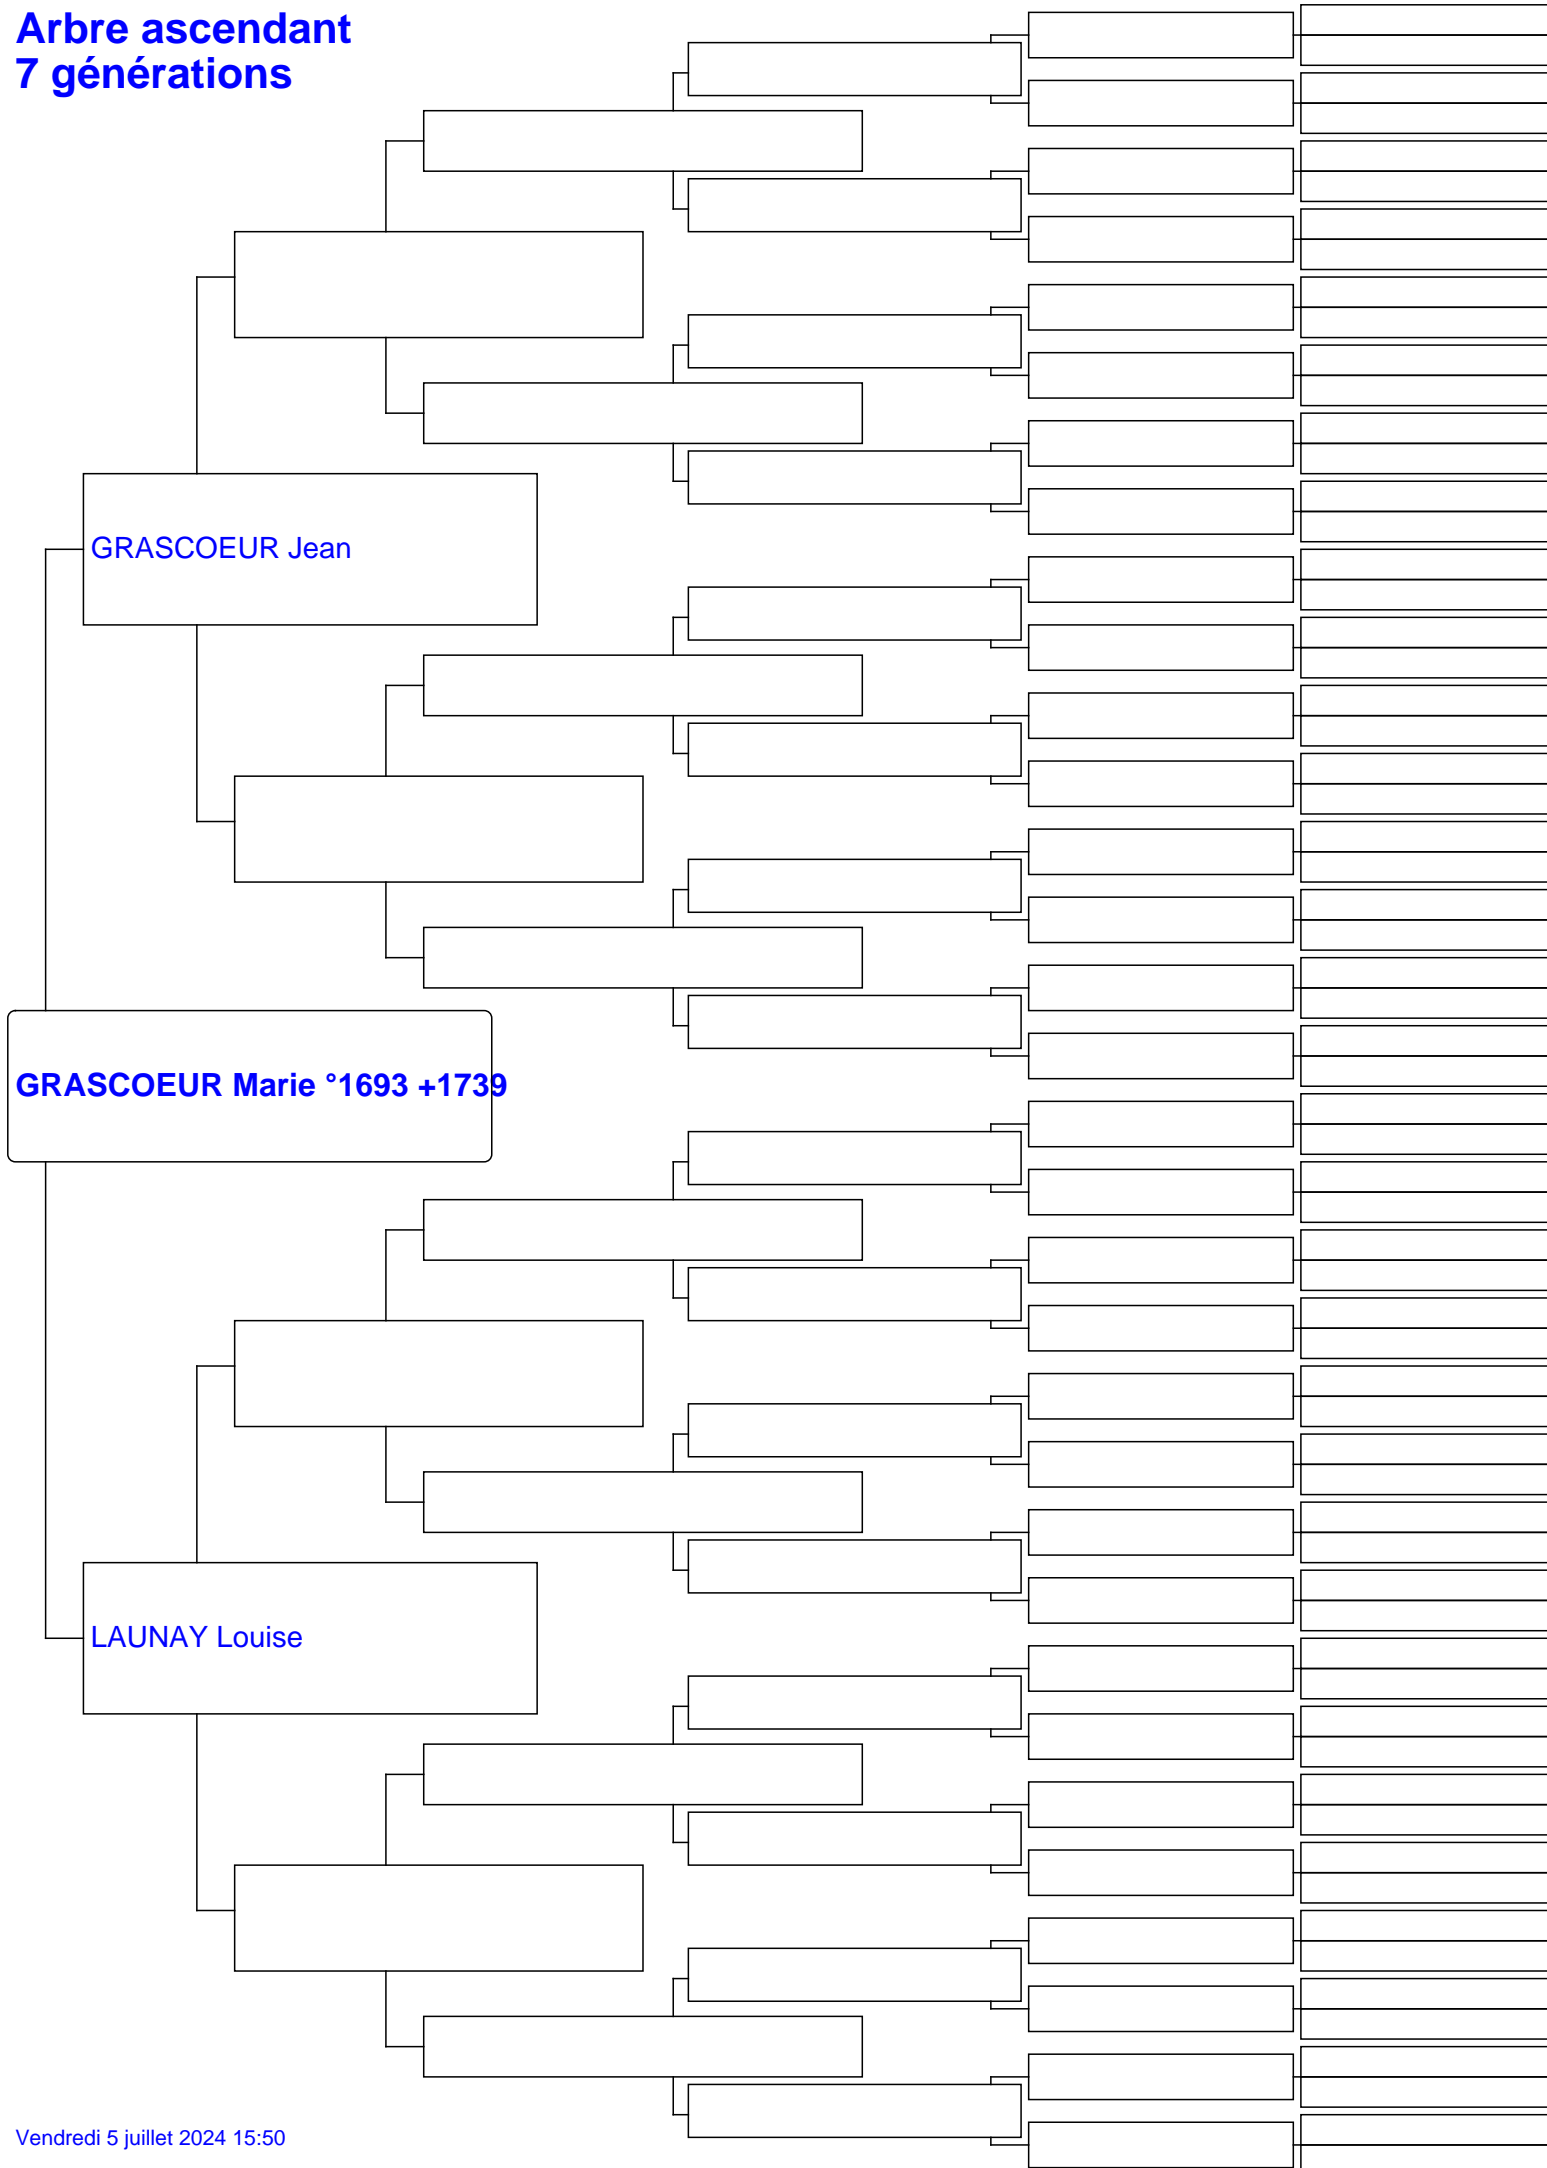 Arbre ascendant
7 générations
GRASCOEUR Jean
GRASCOEUR Marie °1693 +1739
LAUNAY Louise
Vendredi 5 juillet 2024 15:50